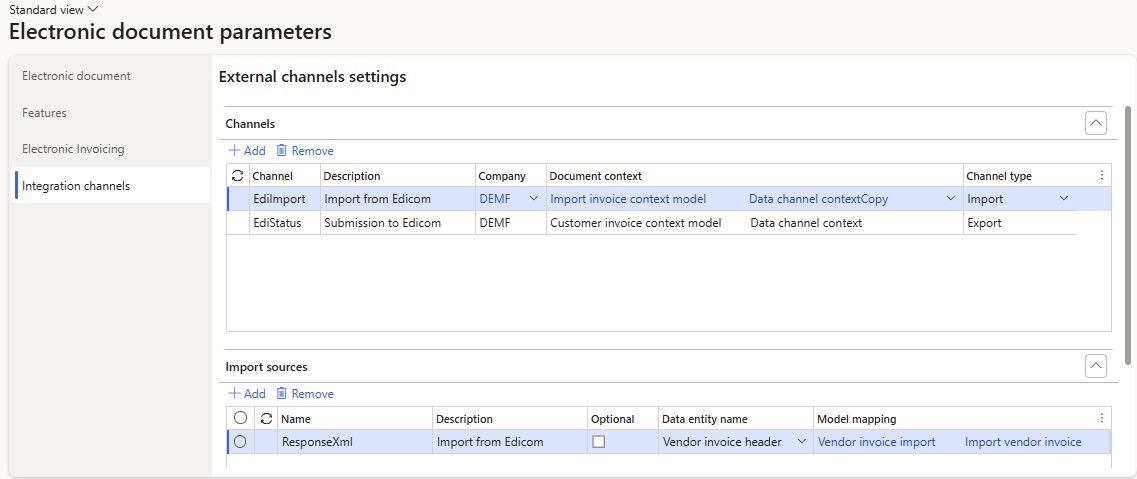 Standard view
Electronic document parameters
Electronic document
Features
Electronic Invoicing
Integration channels
External channels settings
Channels
Add Remove
Channel Description Company Document context Channel type
EdiImport Import from Edicom DEMF Import invoice context model Data channel contextCopy Import
EdiStatus Submission to Edicom DEMF Customer invoice context model Data channel context Export
Import sources
Add Remove
Name Description Optional Data entity name Model mapping
ResponseXml Import from Edicom Vendor invoice header Vendor invoice import Import vendor invoice